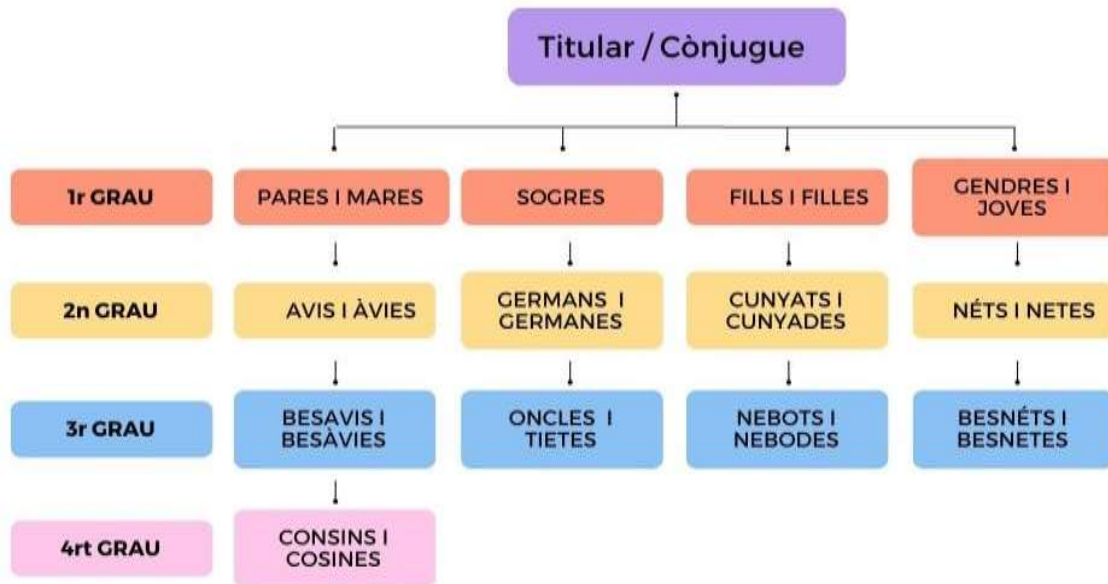 Titular / Cònjugue
1r GRAU
PARES I MARES
SOGRES
FILLS I FILLES
GENDRES I
JOVES
2n GRAU
AVIS I ÀVIES
GERMANS I
GERMANES
CUNYATS I
CUNYADES
NÉTS I NETES
3r GRAU
BESAVIS I
BESÀVIES
ONCLES I
TIETES
NEBOTS I
NEBODES
BESNÉTS I
BESNETES
4rt GRAU
CONSINS I
COSINES